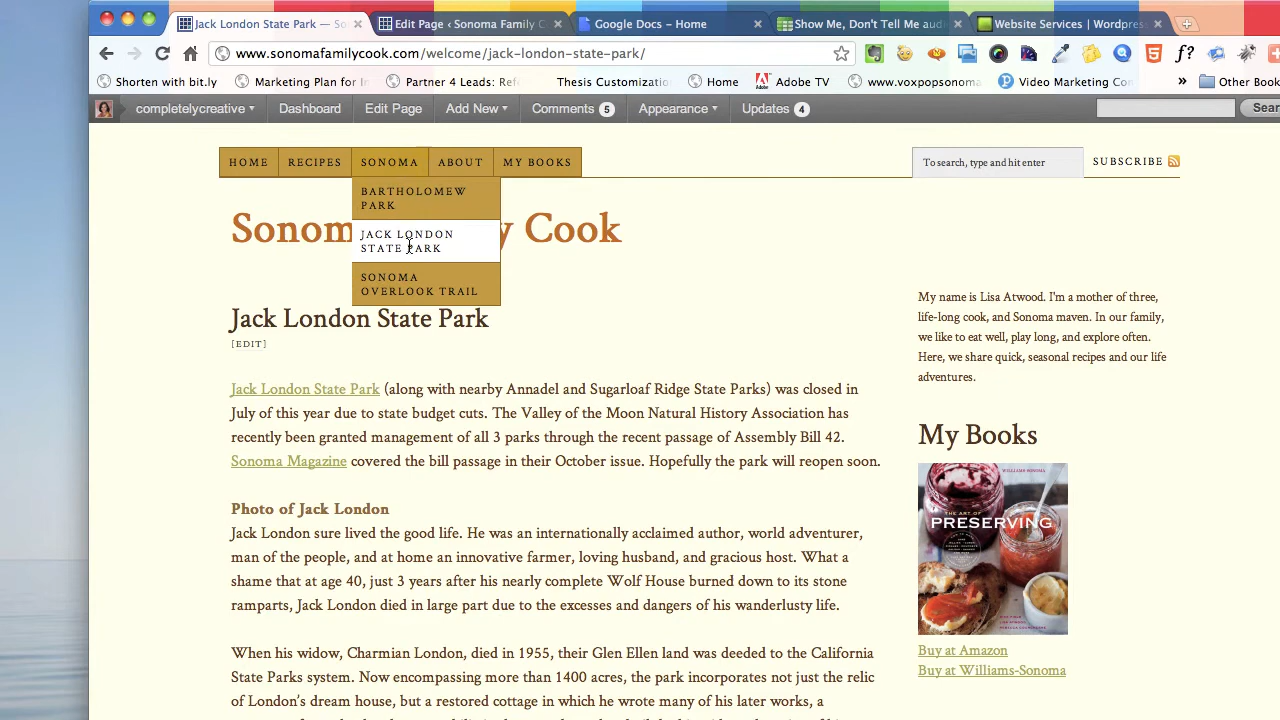 Jack London State Park — So
Edit Page ‹ Sonoma Family C
Google Docs - Home
Show Me, Don't Tell Me aud
Website Services | Wordpres
www.sonomafamilycook.com/welcome/jack-london-state-park/
Shorten with bit.ly
Marketing Plan for In
Partner 4 Leads: Refe
Thesis Customization
Home
Adobe TV
www.voxpopsonoma
Video Marketing Con
»
Other Book
completelycreative
Dashboard
Edit Page
Add New
Comments 5
Appearance
Updates 4
Sear
HOME
RECIPES
SONOMA
ABOUT
MY BOOKS
To search, type and hit enter
SUBSCRIBE
BARTHOLOMEW
PARK
JACK LONDON
STATE PARK
SONOMA
OVERLOOK TRAIL
Sonom y Cook
Jack London State Park
[EDIT]
Jack London State Park (along with nearby Annadel and Sugarloaf Ridge State Parks) was closed in
July of this year due to state budget cuts. The Valley of the Moon Natural History Association has
recently been granted management of all 3 parks through the recent passage of Assembly Bill 42.
Sonoma Magazine covered the bill passage in their October issue. Hopefully the park will reopen soon.
Photo of Jack London
Jack London sure lived the good life. He was an internationally acclaimed author, world adventurer,
man of the people, and at home an innovative farmer, loving husband, and gracious host. What a
shame that at age 40, just 3 years after his nearly complete Wolf House burned down to its stone
ramparts, Jack London died in large part due to the excesses and dangers of his wanderlusty life.
When his widow, Charmian London, died in 1955, their Glen Ellen land was deeded to the California
State Parks system. Now encompassing more than 1400 acres, the park incorporates not just the relic
of London's dream house, but a restored cottage in which he wrote many of his later works, a
My name is Lisa Atwood. I'm a mother of three,
life-long cook, and Sonoma maven. In our family,
we like to eat well, play long, and explore often.
Here, we share quick, seasonal recipes and our life
adventures.
My Books
WILLIAMS-SONOMA
THE ART OF
PRESERVING
Buy at Amazon
Buy at Williams-Sonoma